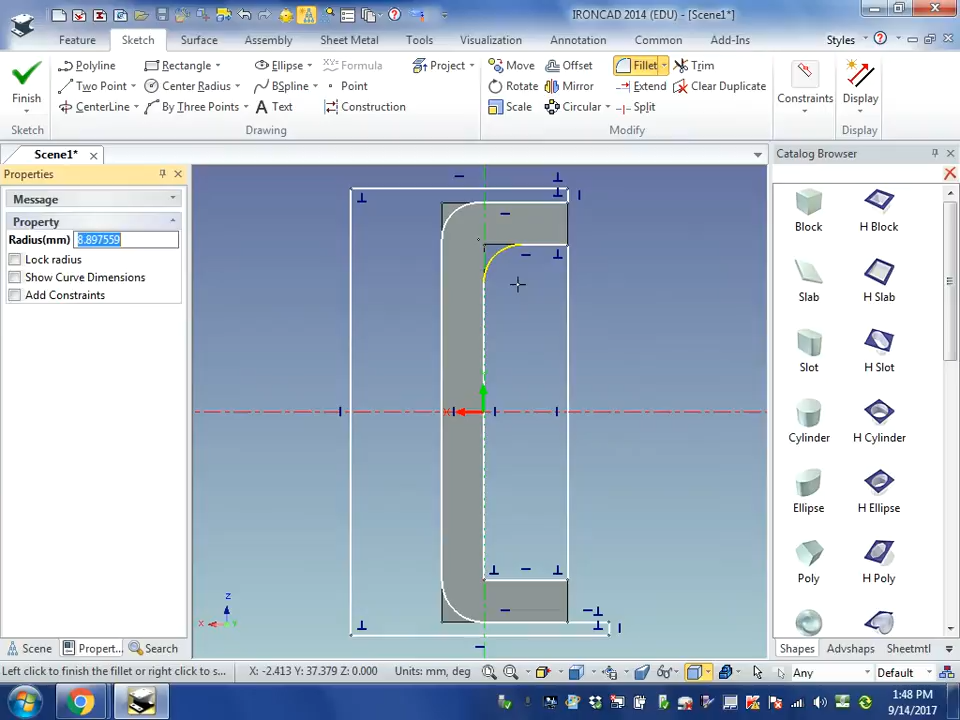 IRONCAD 2014 (EDU) - [Scene1*]
Feature Sketch Surface Assembly Sheet Metal Tools Visualization Annotation Common Add-Ins Styles
Polyline Rectangle Ellipse Formula Project Move Offset Fillet Trim
Two Point Center Radius BSpline Point Rotate Mirror Extend Clear Duplicate
Finish Constraints Display
CenterLine By Three Points Text Construction Scale Circular Split
Sketch Drawing Modify Display
Scene1*
Catalog Browser
Properties
Message
Property
Radius(mm) 8.897559
Lock radius
Show Curve Dimensions
Add Constraints
Block H Block
Slab H Slab
Slot H Slot
Cylinder H Cylinder
Ellipse H Ellipse
Poly H Poly
X
Z
X
Y
Scene Propert... Search
Shapes Advshaps Sheetmtl
Left click to finish the fillet or right click to s... X: -2.413 Y: 37.379 Z: 0.000 Units: mm, deg Any Default
1:48 PM
9/14/2017